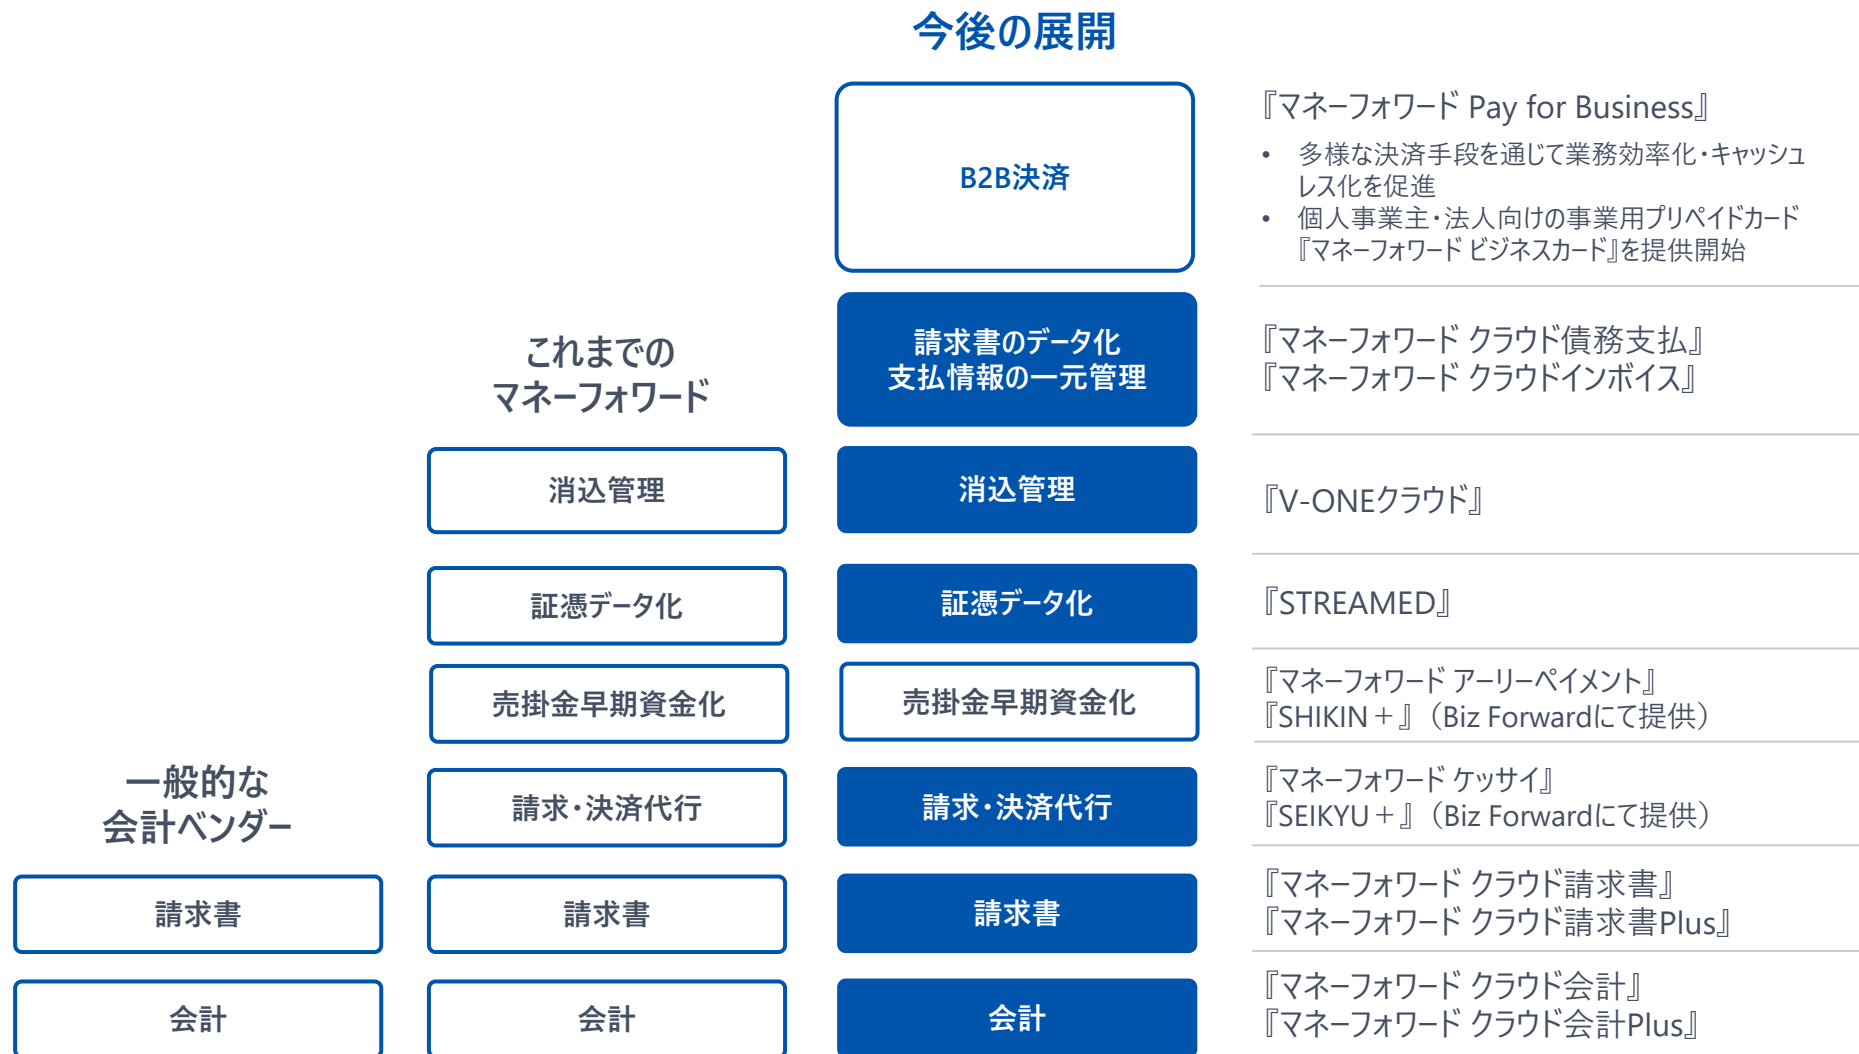 今後の展開
B2B決済
『マネーフォワード Pay for Business』
• 多様な決済手段を通じて業務効率化・キャッシュ
レス化を促進
• 個人事業主・法人向けの事業用プリペイドカード
『マネーフォワード ビジネスカード』を提供開始
これまでの
マネーフォワード
請求書のデータ化
支払情報の一元管理
『マネーフォワード クラウド債務支払』
『マネーフォワード クラウドインボイス』
消込管理
消込管理
『V-ONEクラウド』
証憑データ化
証憑データ化
『STREAMED』
売掛金早期資金化
売掛金早期資金化
『マネーフォワード アーリーペイメント』
『SHIKIN＋』（Biz Forwardにて提供）
一般的な
会計ベンダー
請求・決済代行
請求・決済代行
『マネーフォワード ケッサイ』
『SEIKYU＋』（Biz Forwardにて提供）
請求書
請求書
請求書
『マネーフォワード クラウド請求書』
『マネーフォワード クラウド請求書Plus』
会計
会計
会計
『マネーフォワード クラウド会計』
『マネーフォワード クラウド会計Plus』